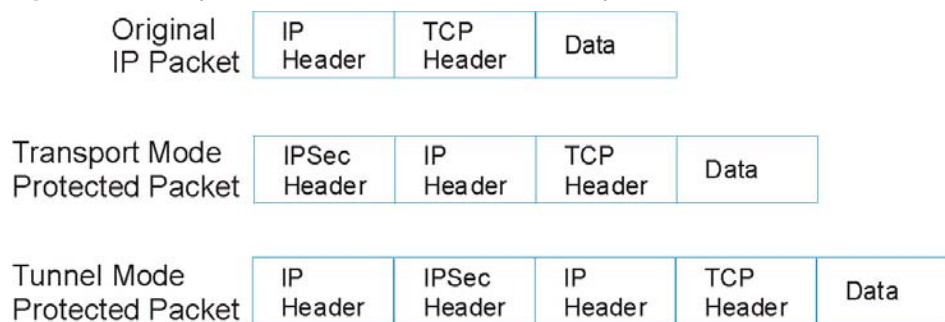 Original
IP Packet
IP
Header
TCP
Header
Data
Transport Mode
Protected Packet
IPSec
Header
IP
Header
TCP
Header
Data
Tunnel Mode
Protected Packet
IP
Header
IPSec
Header
IP
Header
TCP
Header
Data